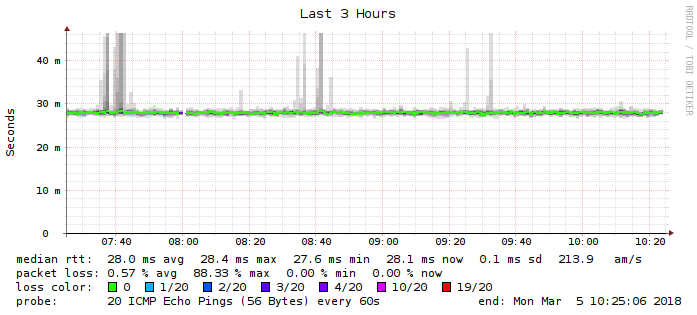 Last 3 Hours
RRDTOOL / TOBI OETIKER
Seconds
40 m
30 m
20 m
10 m
0
07:40 08:00 08:20 08:40 09:00 09:20 09:40 10:00 10:20
median rtt: 28.0 ms avg 28.4 ms max 27.6 ms min 28.1 ms now 0.1 ms sd 213.9 am/s
packet loss: 0.57 % avg 88.33 % max 0.00 % min 0.00 % now
loss color: 0 1/20 2/20 3/20 4/20 10/20 19/20
probe: 20 ICMP Echo Pings (56 Bytes) every 60s end: Mon Mar 5 10:25:06 2018